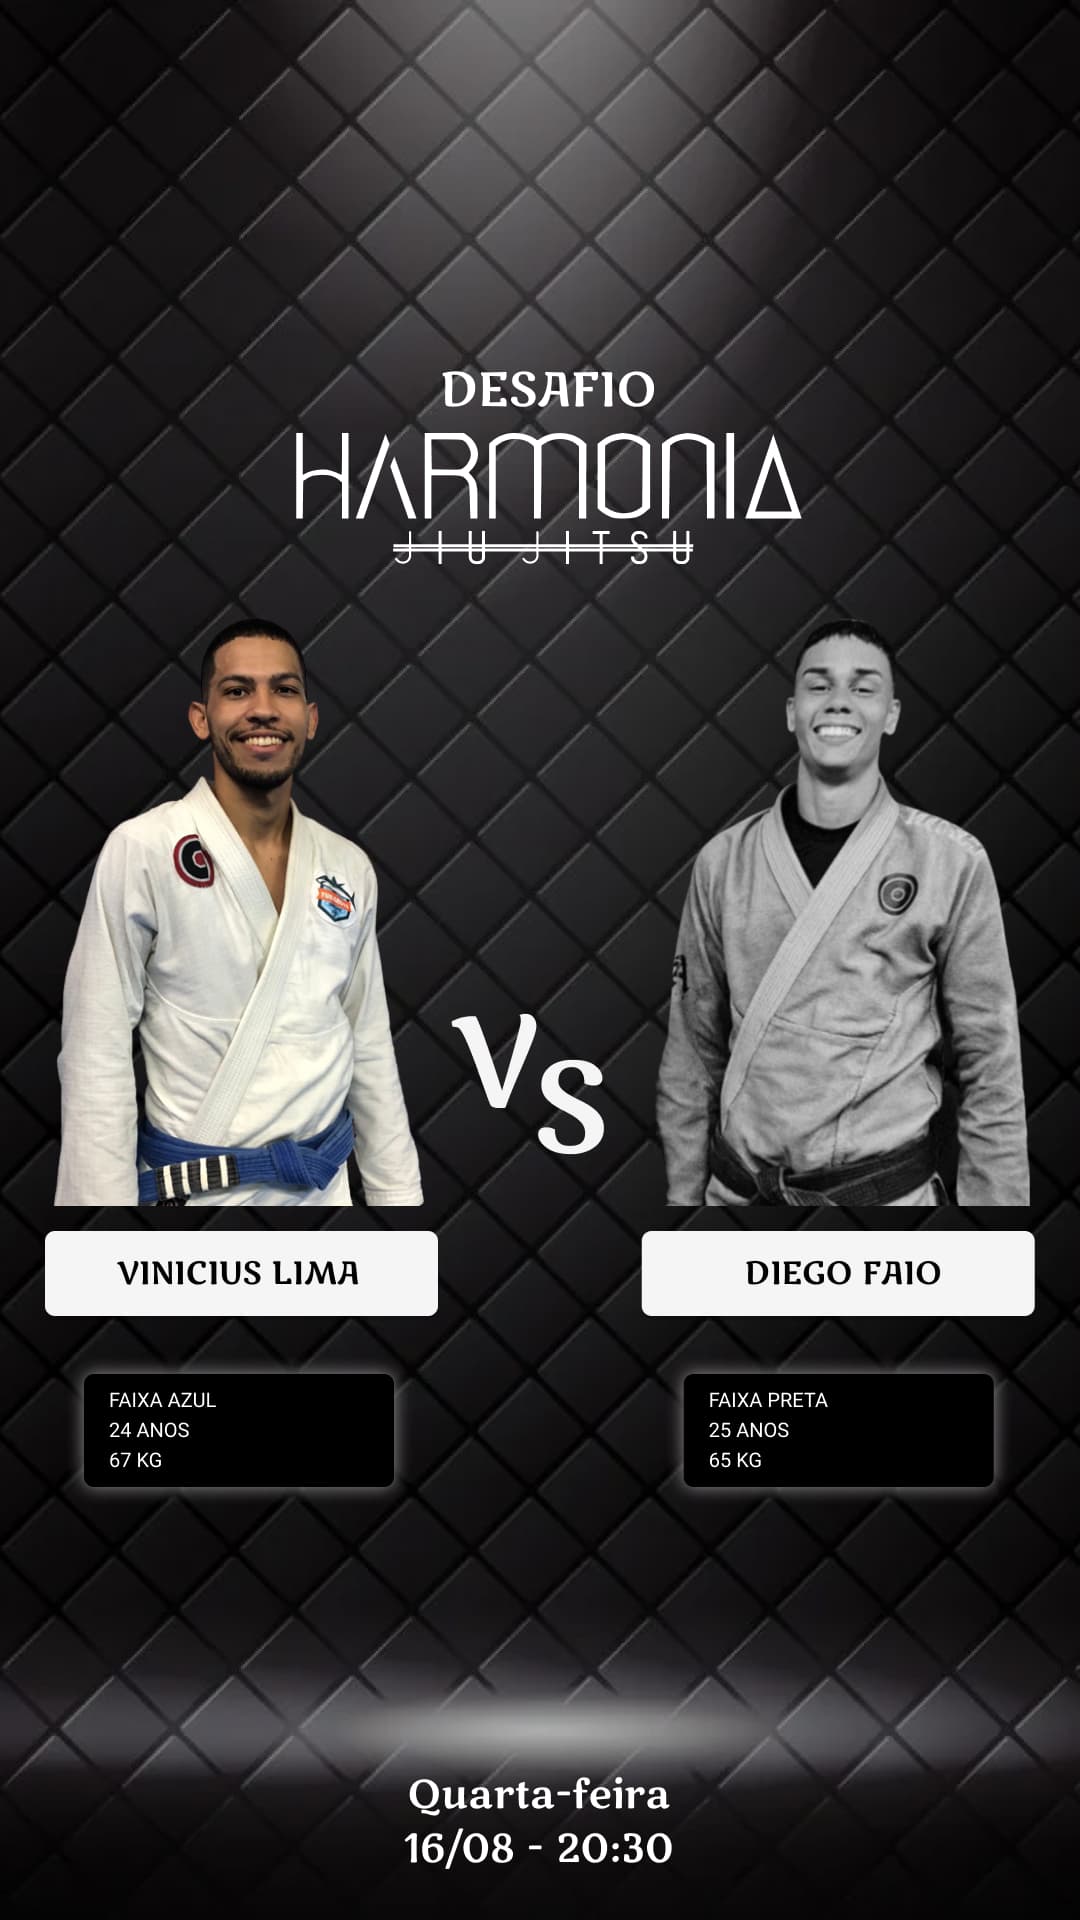 DESAFIO
HARMONIA
JIU JITSU
VS
VINICIUS LIMA
DIEGO FAIO
FAIXA AZUL
24 ANOS
67 KG
FAIXA PRETA
25 ANOS
65 KG
Quarta-feira
16/08 - 20:30